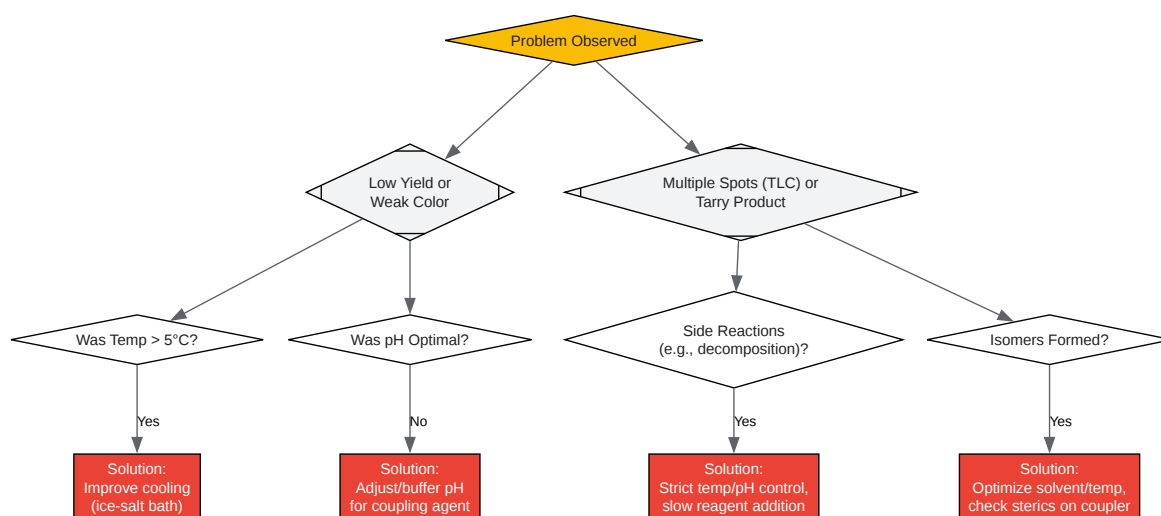 Problem Observed
Low Yield or
Weak Color
Multiple Spots (TLC) or
Tarry Product
Was Temp > 5°C?
Was pH Optimal?
Side Reactions
(e.g., decomposition)?
Isomers Formed?
Yes
No
Yes
Yes
Solution:
Improve cooling
(ice-salt bath)
Solution:
Adjust/buffer pH
for coupling agent
Solution:
Strict temp/pH control,
slow reagent addition
Solution:
Optimize solvent/temp,
check sterics on coupler